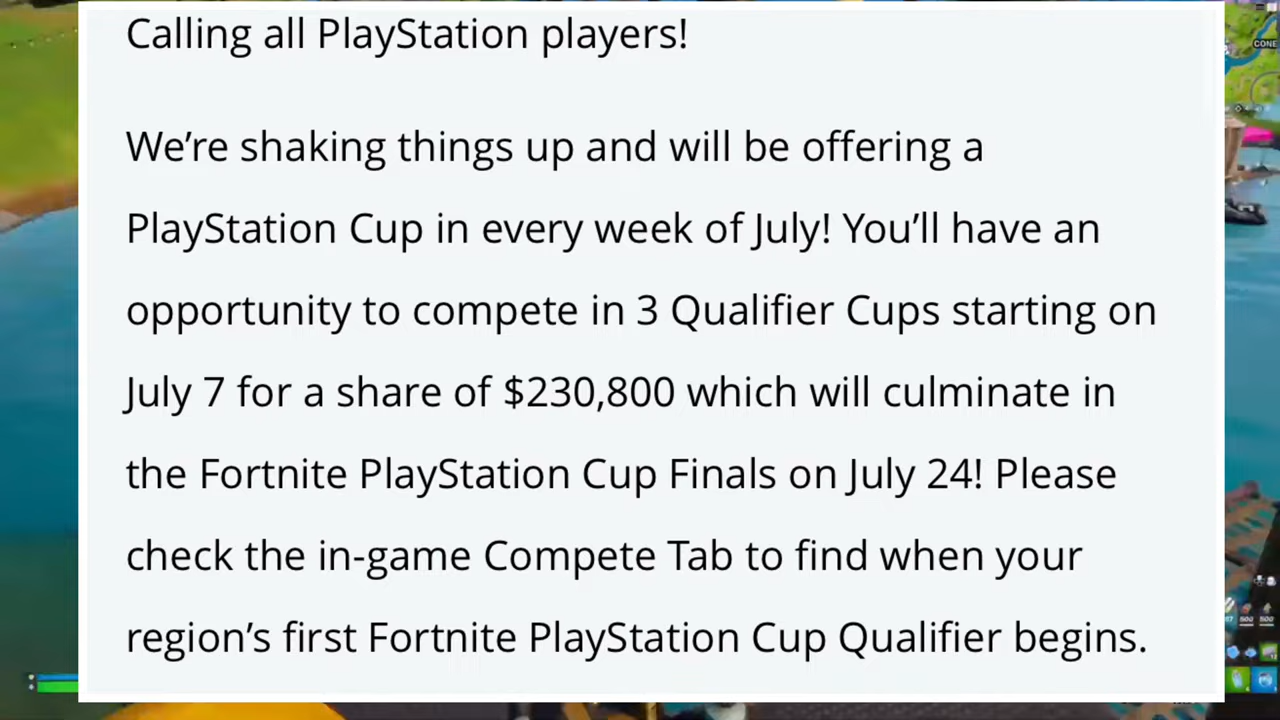 Calling all PlayStation players!
We're shaking things up and will be offering a
PlayStation Cup in every week of July! You'll have an
opportunity to compete in 3 Qualifier Cups starting on
July 7 for a share of $230,800 which will culminate in
the Fortnite PlayStation Cup Finals on July 24! Please
check the in-game Compete Tab to find when your
region's first Fortnite PlayStation Cup Qualifier begins.
CONE
500
500